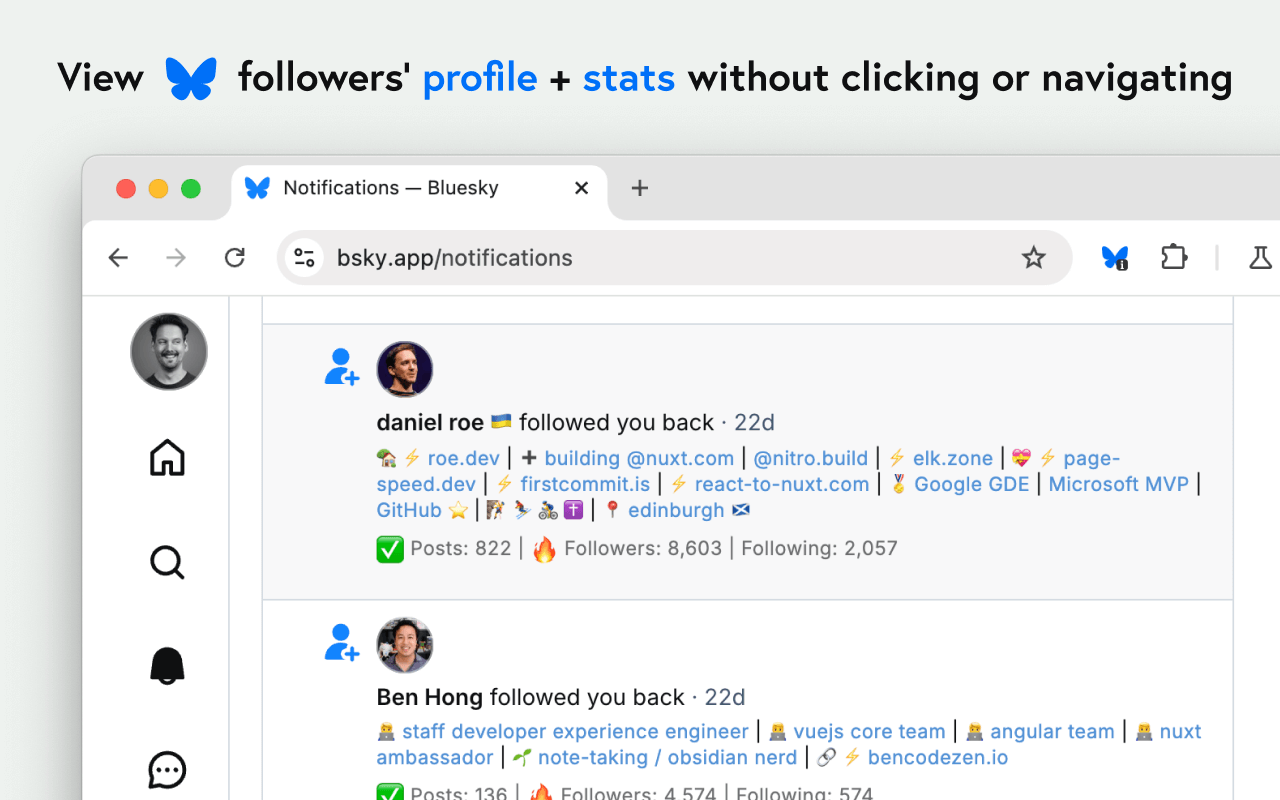 View followers' profile + stats without clicking or navigating
Notifications — Bluesky
bsky.app/notifications
daniel roe 🇺🇦 followed you back · 22d
🏡 ⚡ roe.dev | ➕ building @nuxt.com | @nitro.build | ⚡ elk.zone | 💝 ⚡ page-
speed.dev | ⚡ firstcommit.is | ⚡ react-to-nuxt.com | 🏅 Google GDE | Microsoft MVP |
GitHub ⭐ | 🧗 ⛷ 🚴 ✝️ | 📍 edinburgh 🏴󠁧󠁢󠁳󠁣󠁴󠁿
✅ Posts: 822 | 🔥 Followers: 8,603 | Following: 2,057
Ben Hong followed you back · 22d
👨‍💻 staff developer experience engineer | 👨‍💻 vuejs core team | 👨‍💻 angular team | 👨‍💻 nuxt
ambassador | 🌱 note-taking / obsidian nerd | 🔗 ⚡ bencodezen.io
✅ Posts: 136 | 🔥 Followers: 4,574 | Following: 574